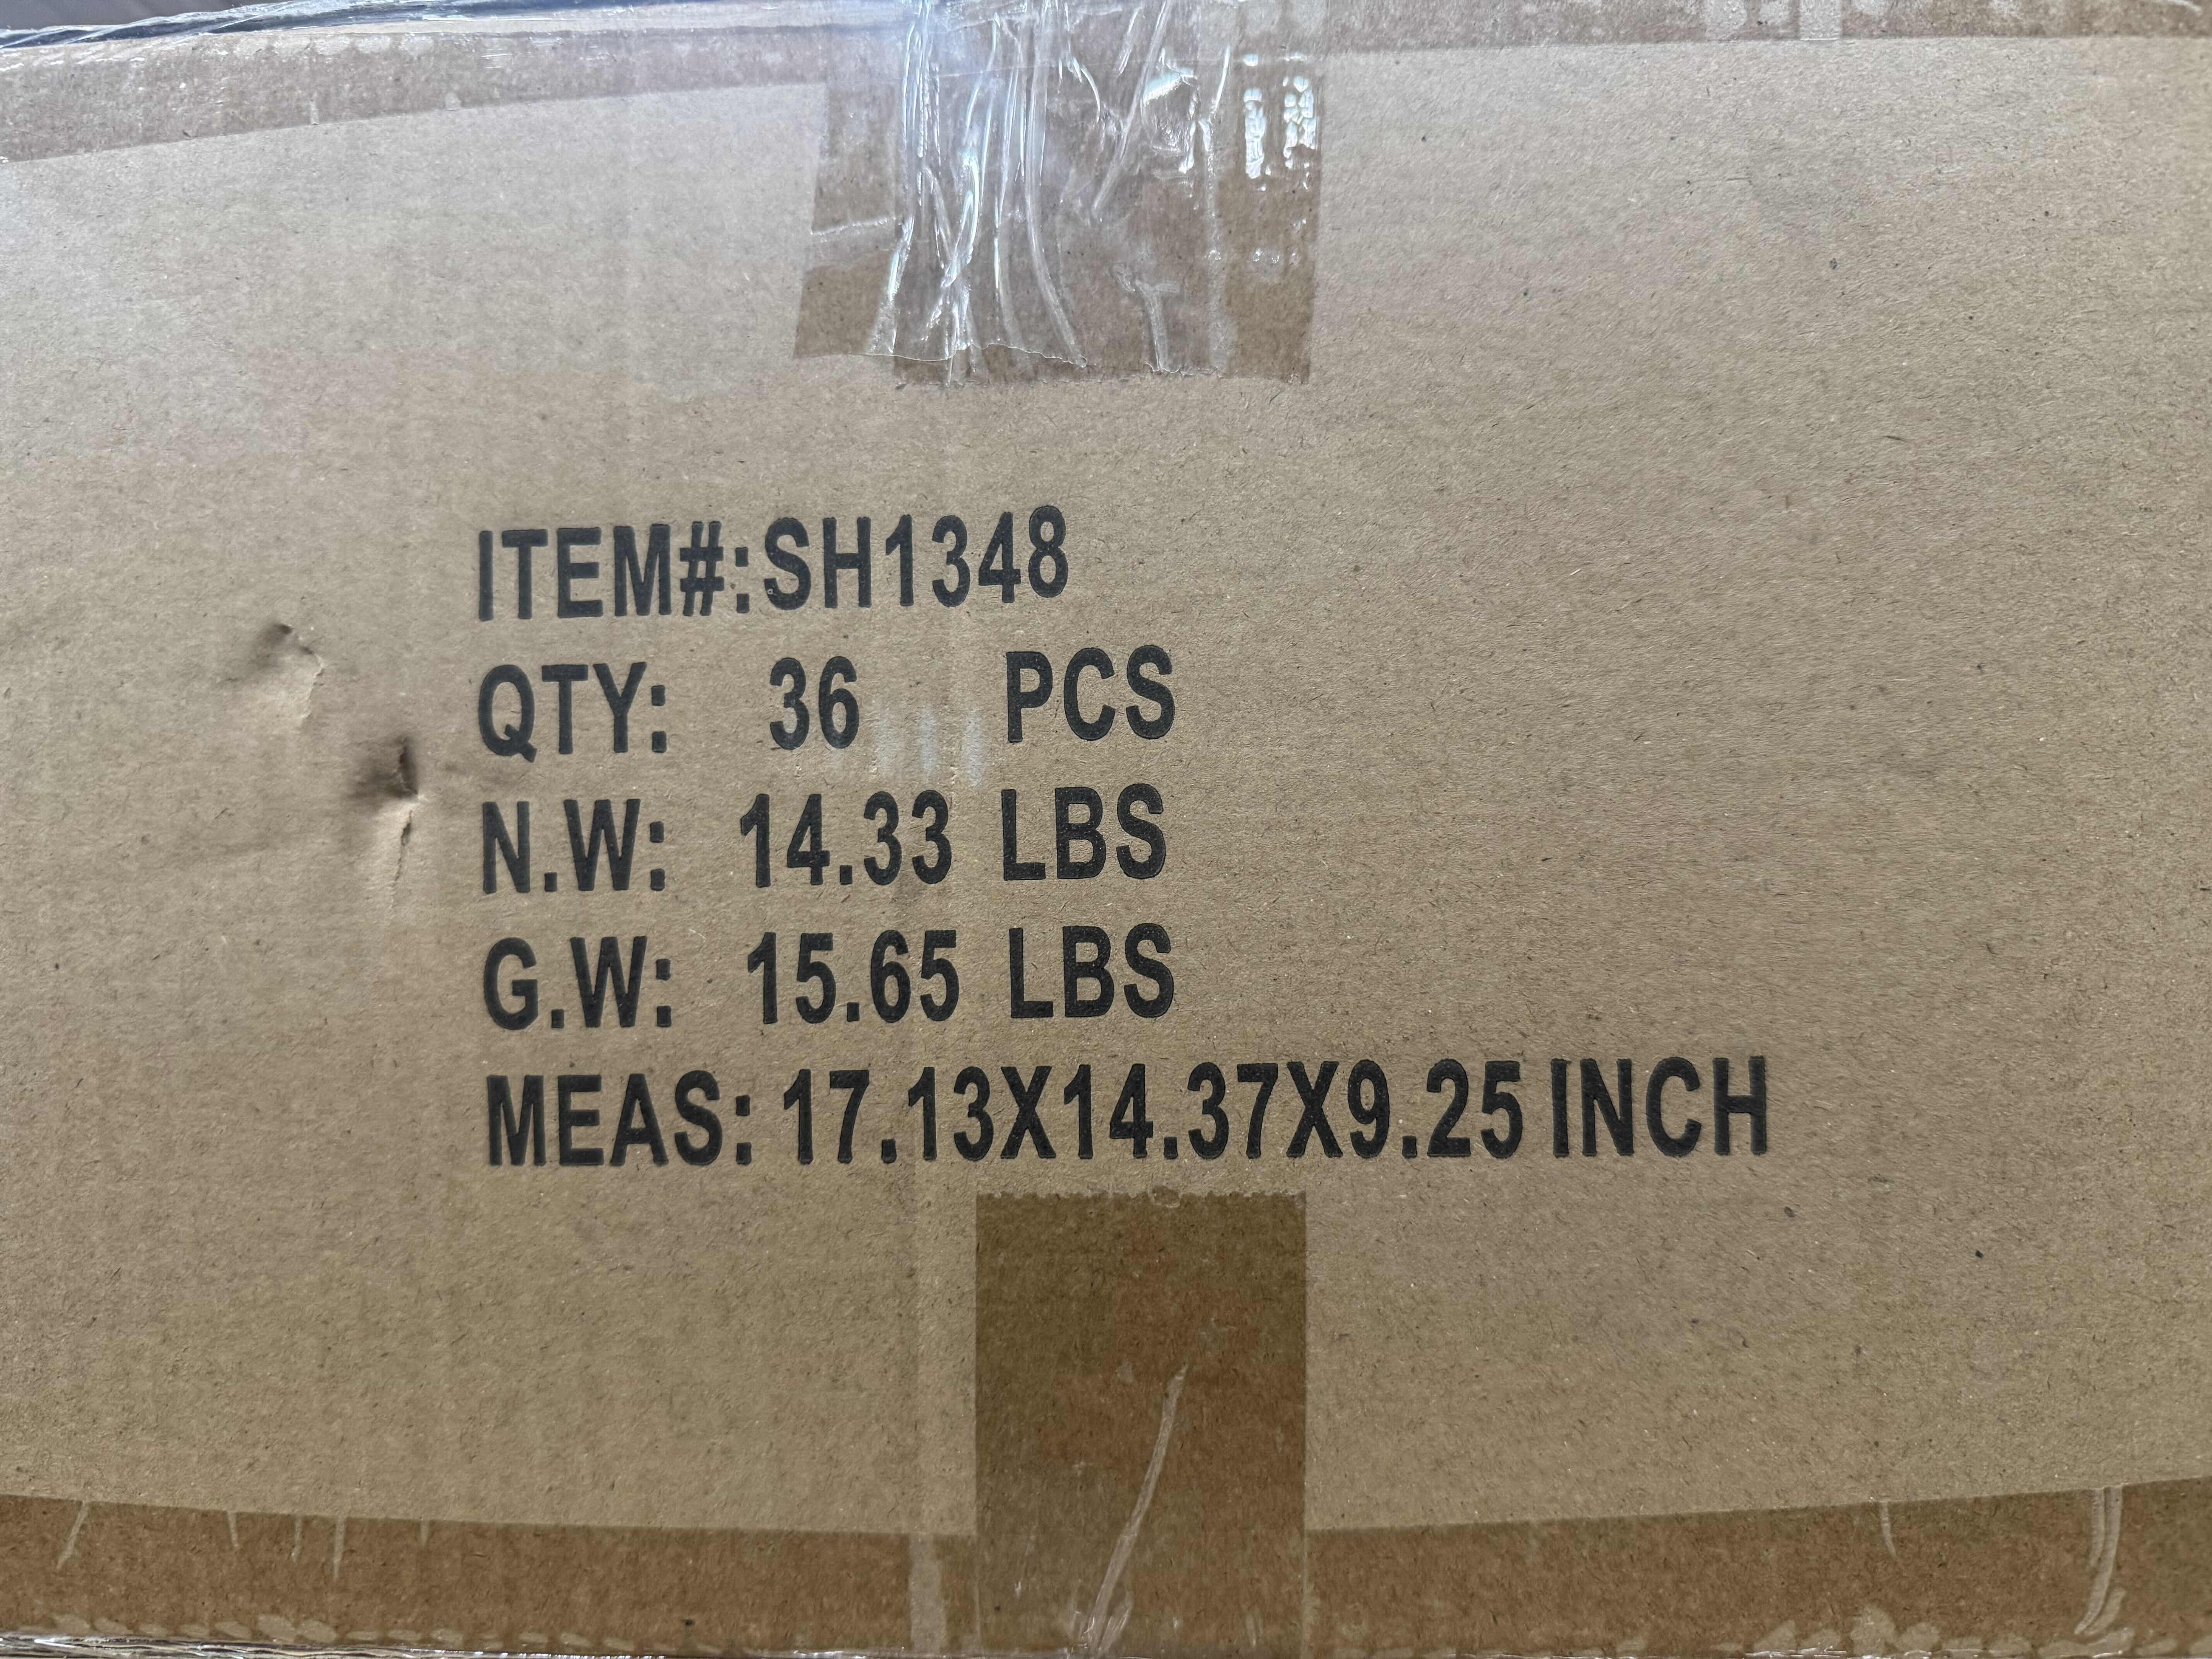 ITEM#:SH1348
QTY: 36 PCS
N.W: 14.33 LBS
G.W: 15.65 LBS
MEAS: 17.13X14.37X9.25 INCH